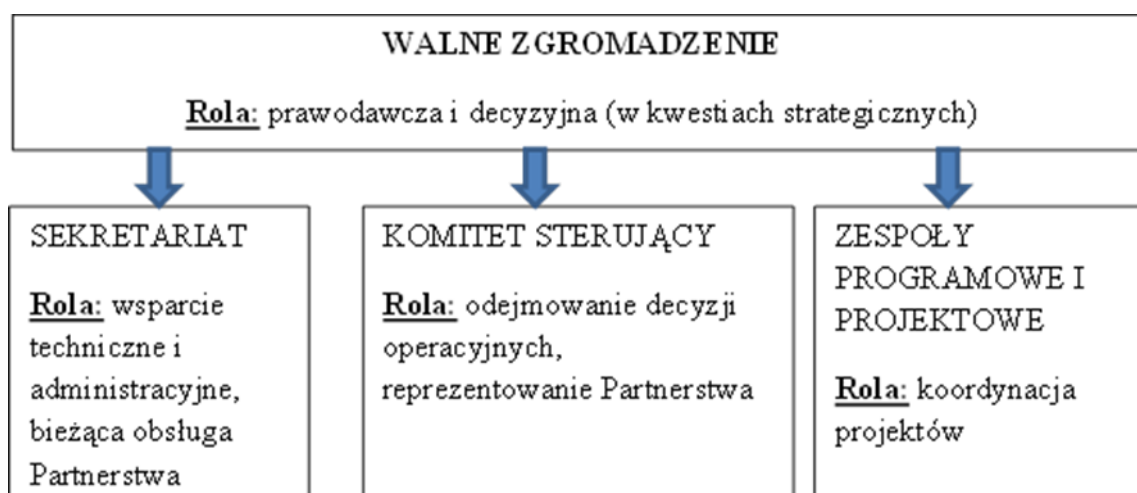 WALNE ZGROMADZENIE
Rola: prawodawcza i decyzyjna (w kwestiach strategicznych)
SEKRETARIAT
Rola: wsparcie
techniczne i
administracyjne,
bieżąca obsługa
Partnerstwa
KOMITET STERUJĄCY
Rola: odejmowanie decyzji
operacyjnych,
reprezentowanie Partnerstwa
ZESPOŁY
PROGRAMOWE I
PROJEKTOWE
Rola: koordynacja
projektów